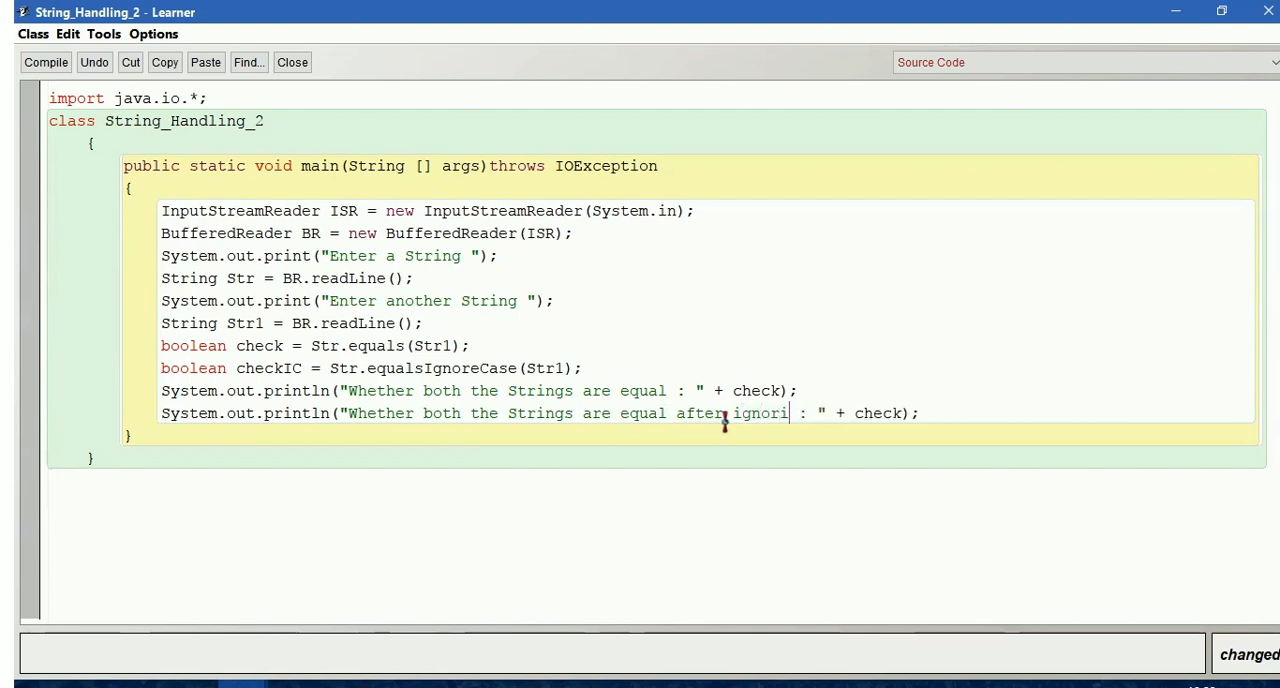 String_Handling_2 - Learner
Class Edit Tools Options
Compile Undo Cut Copy Paste Find... Close Source Code
import java.io.*;
class String_Handling_2
{
public static void main(String [] args)throws IOException
{
InputStreamReader ISR = new InputStreamReader(System.in);
BufferedReader BR = new BufferedReader(ISR);
System.out.print("Enter a String ");
String Str = BR.readLine();
System.out.print("Enter another String ");
String Str1 = BR.readLine();
boolean check = Str.equals(Str1);
boolean checkIC = Str.equalsIgnoreCase(Str1);
System.out.println("Whether both the Strings are equal : " + check);
System.out.println("Whether both the Strings are equal after ignori : " + check);
}
}
changed